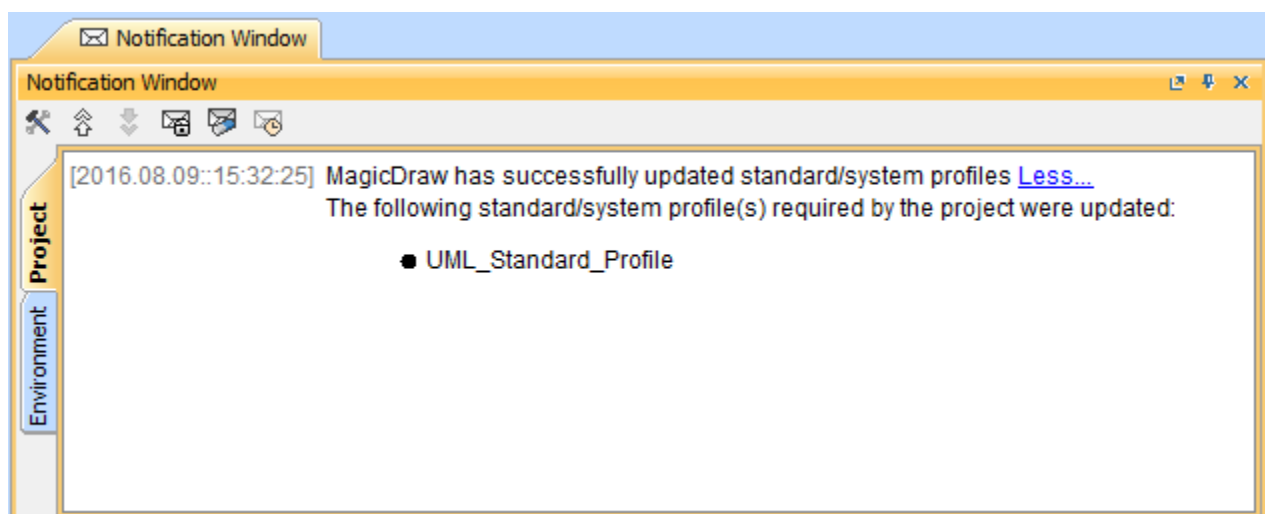 Notification Window
Notification Window
[2016.08.09::15:32:25] MagicDraw has successfully updated standard/system profiles Less...
The following standard/system profile(s) required by the project were updated:
● UML_Standard_Profile
Project
Environment